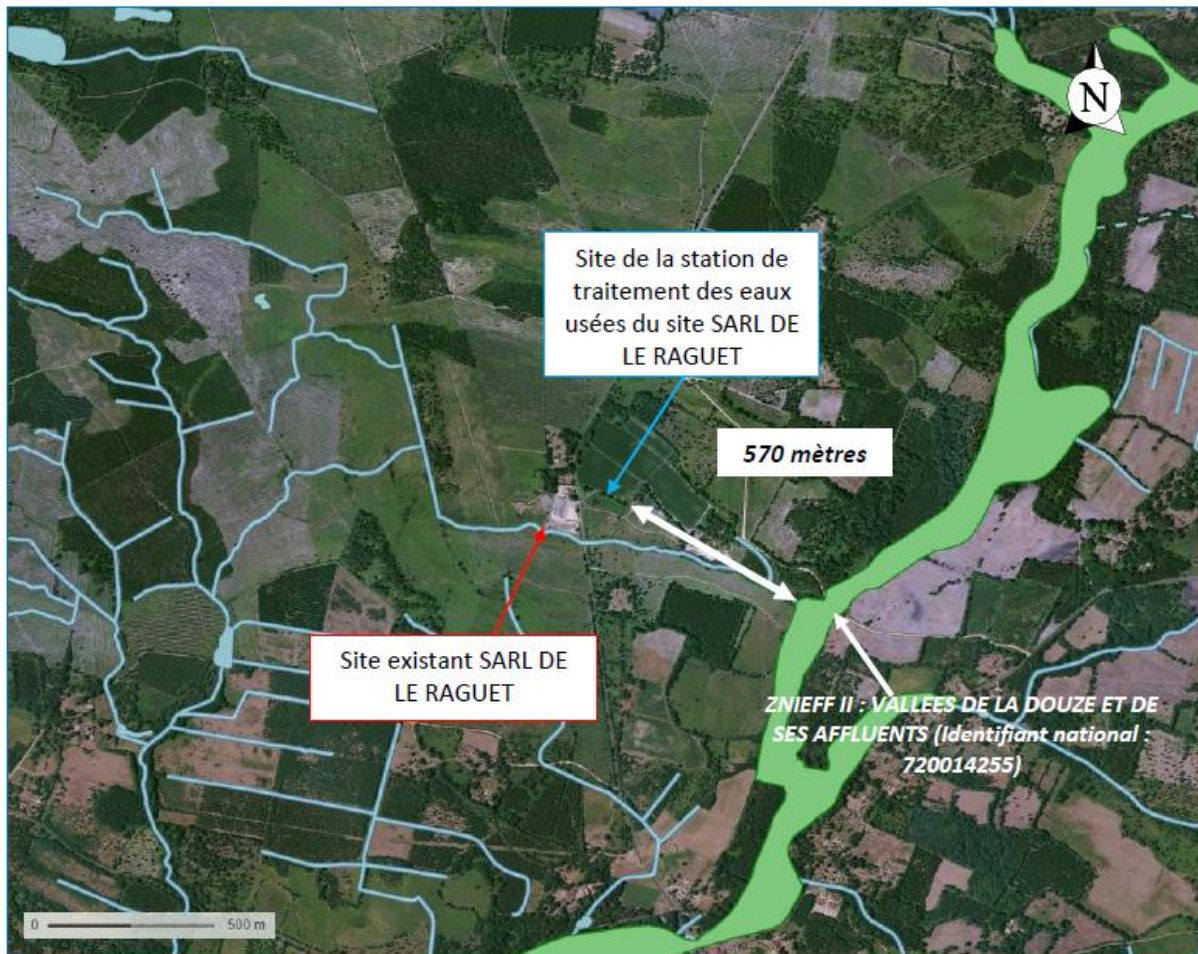 N
Site de la station de
traitement des eaux
usées du site SARL DE
LE RAGUET
570 mètres
Site existant SARL DE
LE RAGUET
ZNIEFF II : VALLEES DE LA DOUZE ET DE
SES AFFLUENTS (Identifiant national :
720014255)
0 500 m